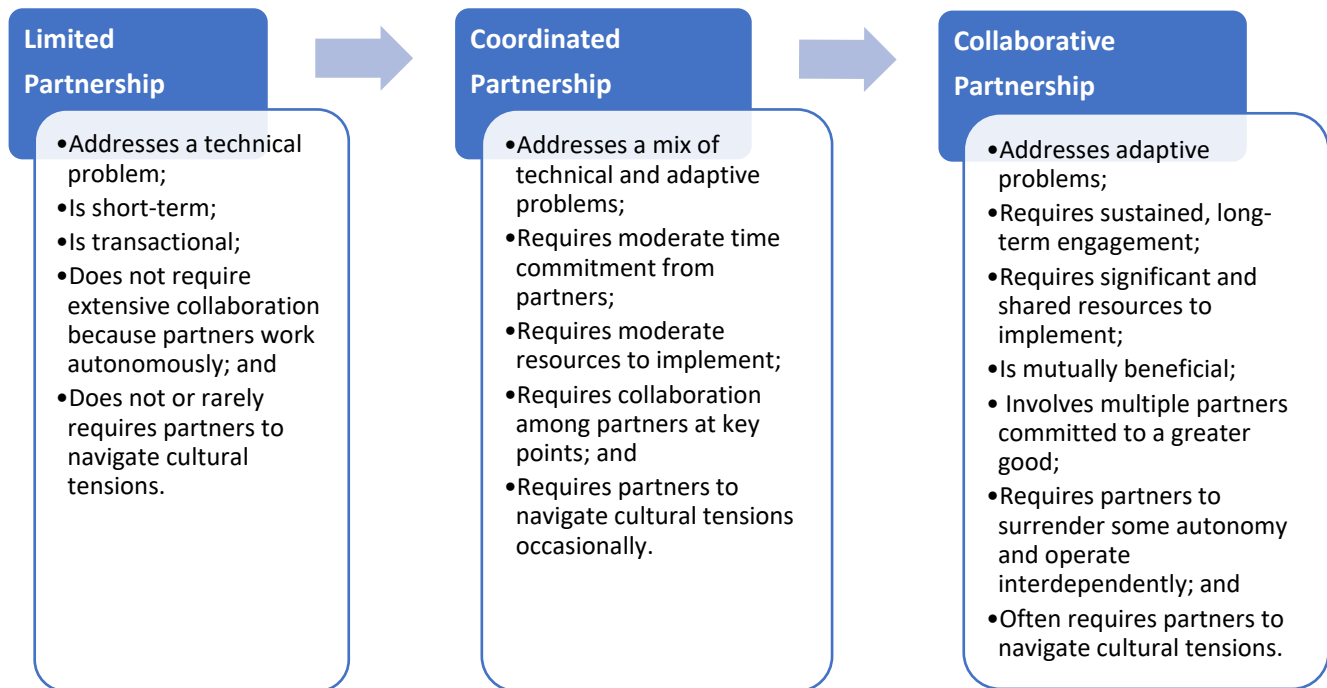 Limited
Partnership
•Addresses a technical
problem;
•Is short-term;
•Is transactional;
•Does not require
extensive collaboration
because partners work
autonomously; and
•Does not or rarely
requires partners to
navigate cultural
tensions.
Coordinated
Partnership
•Addresses a mix of
technical and adaptive
problems;
•Requires moderate time
commitment from
partners;
•Requires moderate
resources to implement;
•Requires collaboration
among partners at key
points; and
•Requires partners to
navigate cultural tensions
occasionally.
Collaborative
Partnership
•Addresses adaptive
problems;
•Requires sustained, long-
term engagement;
•Requires significant and
shared resources to
implement;
•Is mutually beneficial;
• Involves multiple partners
committed to a greater
good;
•Requires partners to
surrender some autonomy
and operate
interdependently; and
•Often requires partners to
navigate cultural tensions.